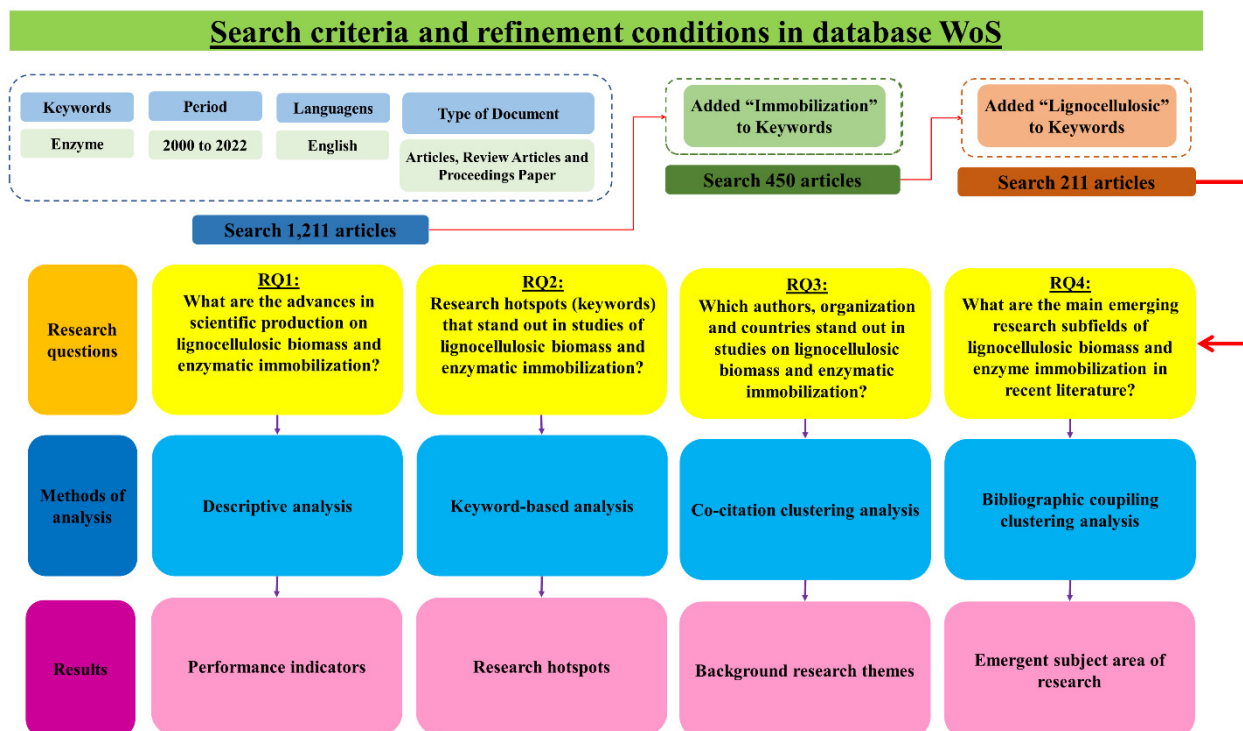 Search criteria and refinement conditions in database WoS
Keywords
Period
Languagens
Type of Document
Enzyme
2000 to 2022
English
Articles, Review Articles and
Proceedings Paper
Search 1,211 articles
Added “Immobilization”
to Keywords
Search 450 articles
Added “Lignocellulosic”
to Keywords
Search 211 articles
Research
questions
RQ1:
What are the advances in
scientific production on
lignocellulosic biomass and
enzymatic immobilization?
RQ2:
Research hotspots (keywords)
that stand out in studies of
lignocellulosic biomass and
enzymatic immobilization?
RQ3:
Which authors, organization
and countries stand out in
studies on lignocellulosic
biomass and enzymatic
immobilization?
RQ4:
What are the main emerging
research subfields of
lignocellulosic biomass and
enzyme immobilization in
recent literature?
Methods of
analysis
Descriptive analysis
Keyword-based analysis
Co-citation clustering analysis
Bibliographic coupiling
clustering analysis
Results
Performance indicators
Research hotspots
Background research themes
Emergent subject area of
research